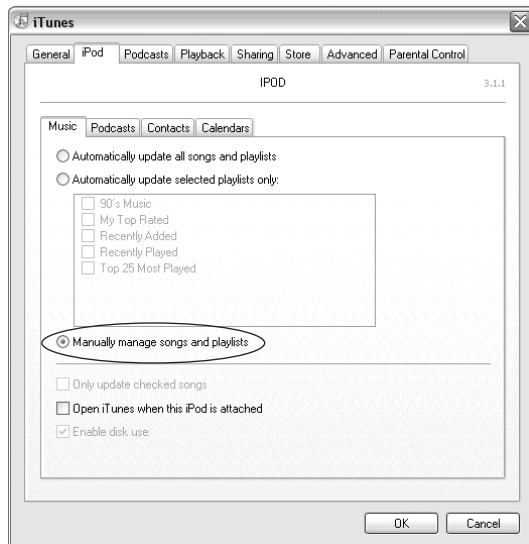 iTunes
General iPod Podcasts Playback Sharing Store Advanced Parental Control
IPOD 3.1.1
Music Podcasts Contacts Calendars
Automatically update all songs and playlists
Automatically update selected playlists only:
90's Music
My Top Rated
Recently Added
Recently Played
Top 25 Most Played
Manually manage songs and playlists
Only update checked songs
Open iTunes when this iPod is attached
Enable disk use
OK Cancel